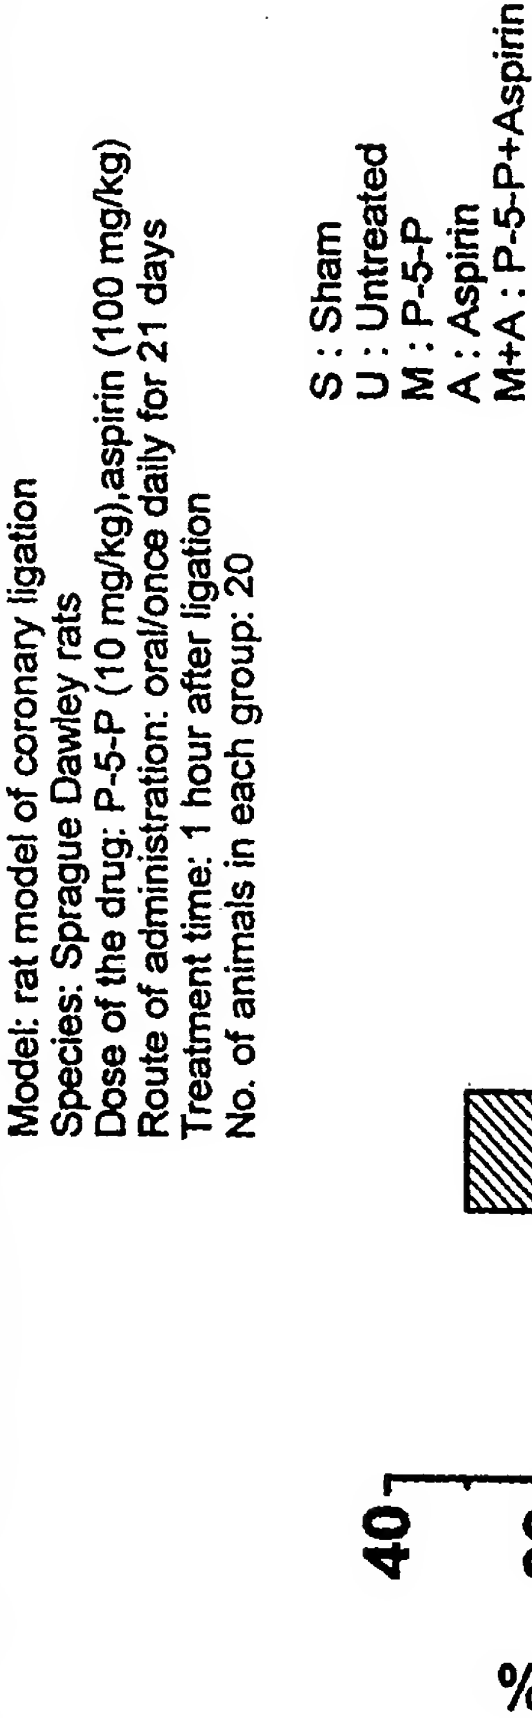 Model: rat model of coronary ligation
Species: Sprague Dawley rats
Dose of the drug: P-5-P (10 mg/kg),aspirin (100 mg/kg)
Route of administration: oral/once daily for 21 days
Treatment time: 1 hour after ligation
No. of animals in each group: 20
S : Sham
U : Untreated
M : P-5-P
A : Aspirin
M+A : P-5-P+Aspirin
40
%